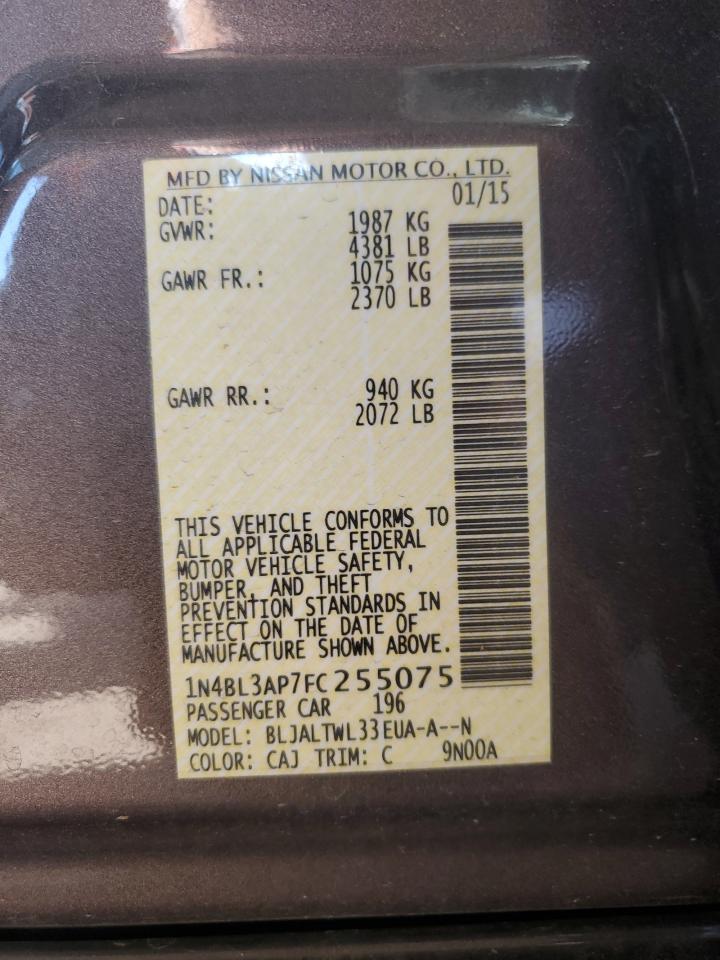 MFD BY NISSAN MOTOR CO., LTD.
DATE: 01/15
GVWR: 1987 KG
4381 LB
GAWR FR.: 1075 KG
2370 LB
GAWR RR.: 940 KG
2072 LB
THIS VEHICLE CONFORMS TO
ALL APPLICABLE FEDERAL
MOTOR VEHICLE SAFETY,
BUMPER, AND THEFT
PREVENTION STANDARDS IN
EFFECT ON THE DATE OF
MANUFACTURE SHOWN ABOVE.
1N4BL3AP7FC255075
PASSENGER CAR 196
MODEL: BLJALTWL33EUA-A--N
COLOR: CAJ TRIM: C 9N00A